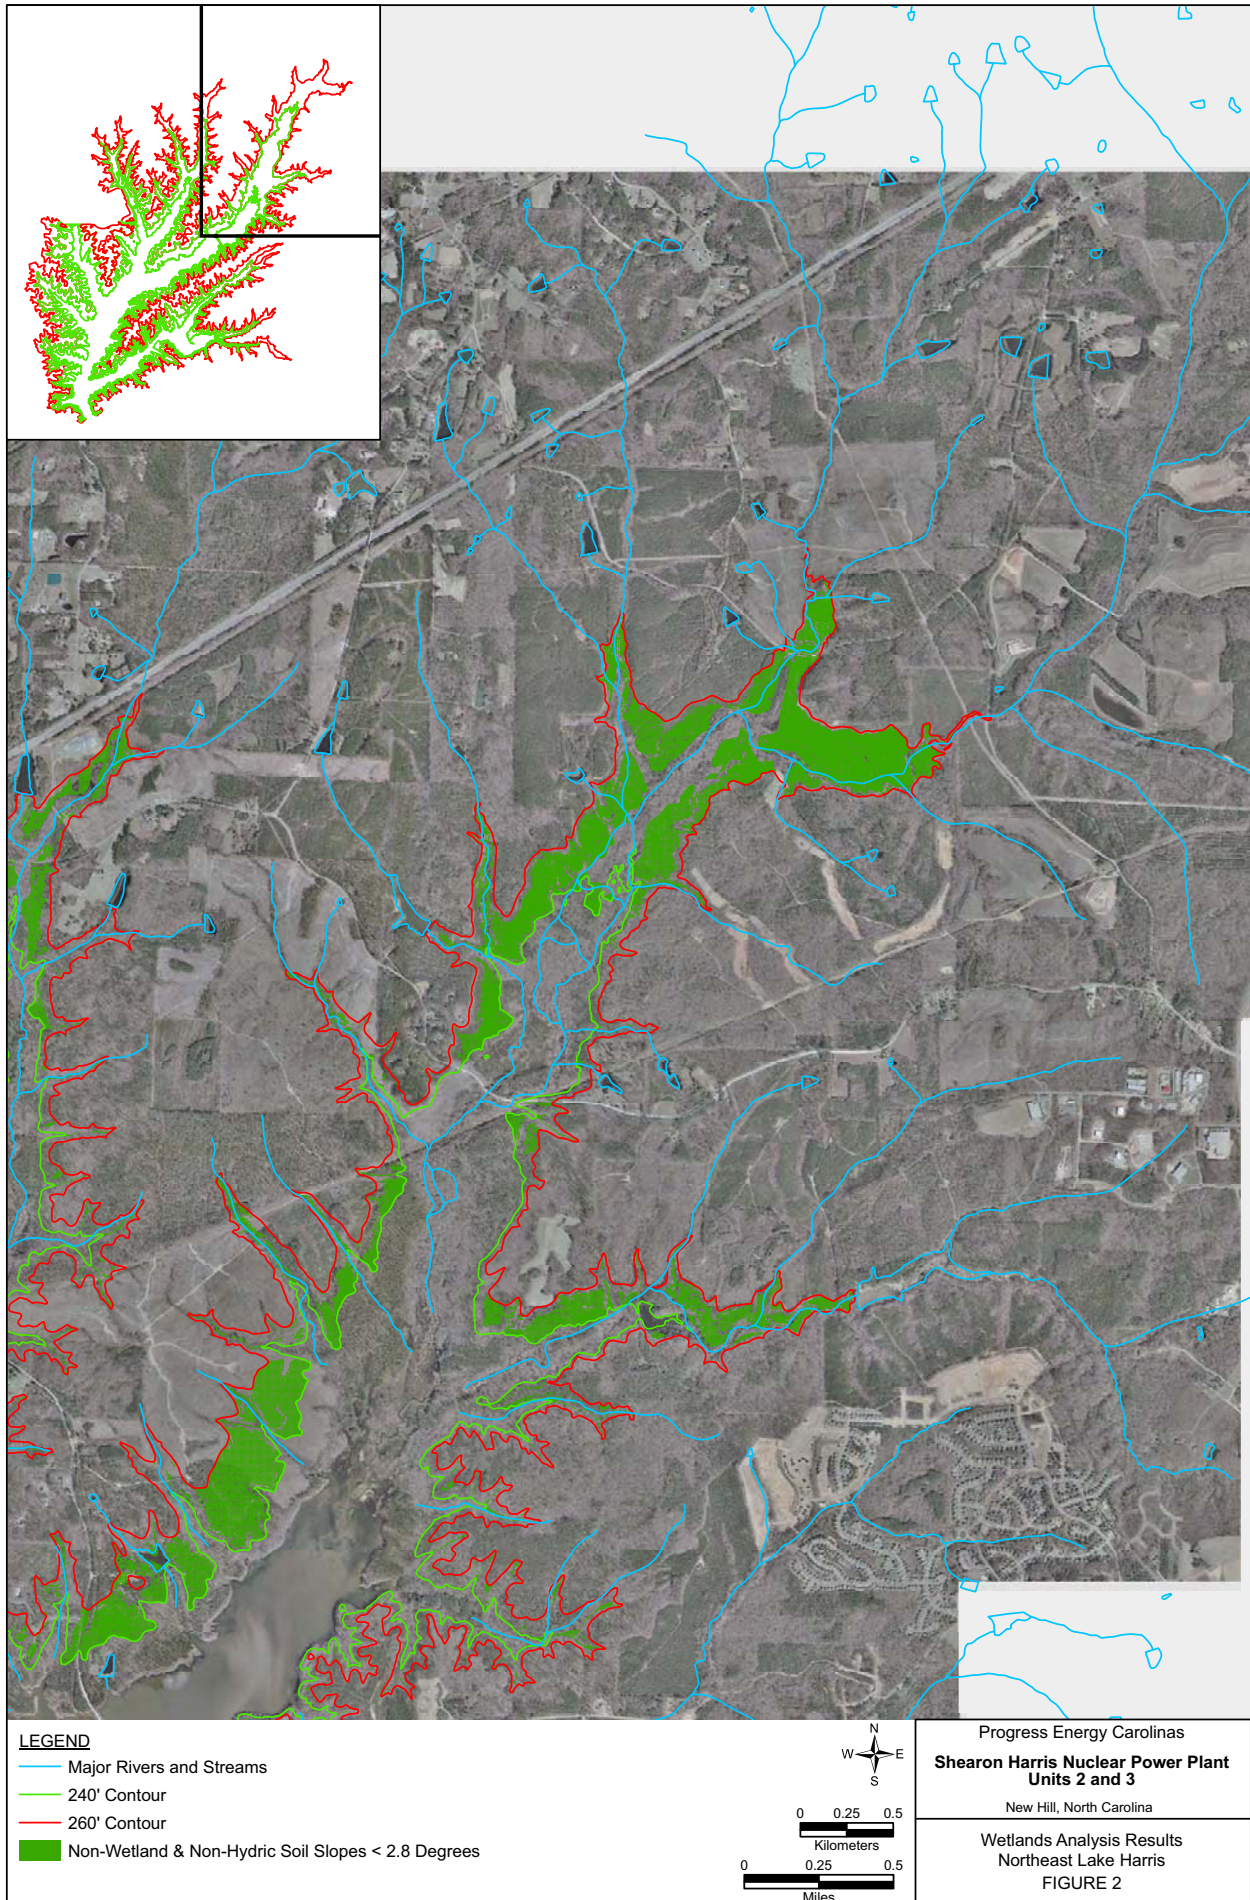 LEGEND
Major Rivers and Streams
240' Contour
260' Contour
Non-Wetland & Non-Hydric Soil Slopes < 2.8 Degrees
N
W E
S
0 0.25 0.5
Kilometers
0 0.25 0.5
Miles
Progress Energy Carolinas
Shearon Harris Nuclear Power Plant
Units 2 and 3
New Hill, North Carolina
Wetlands Analysis Results
Northeast Lake Harris
FIGURE 2